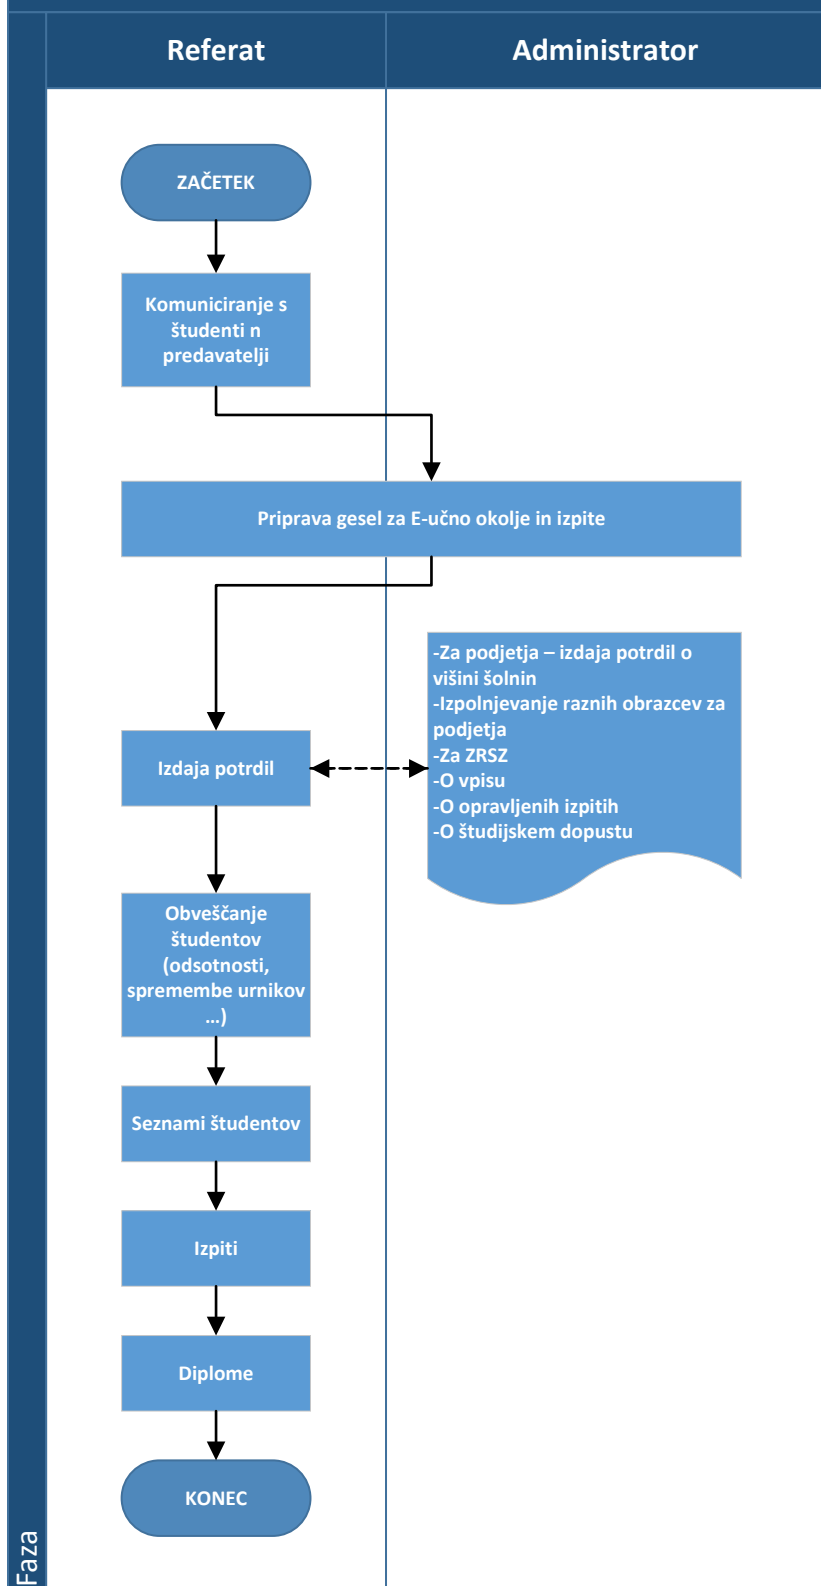 Referat
Administrator
ZAČETEK
Komuniciranje s
študenti n
predavatelji
Priprava gesel za E-učno okolje in izpite
-Za podjetja – izdaja potrdil o
višini šolnin
-Izpolnjevanje raznih obrazcev za
podjetja
-Za ZRSZ
-O vpisu
-O opravljenih izpitih
-O študijskem dopustu
Izdaja potrdil
Obveščanje
študentov
(odsotnosti,
spremembe urnikov
...)
Seznami študentov
Izpiti
Diplome
KONEC
Faza